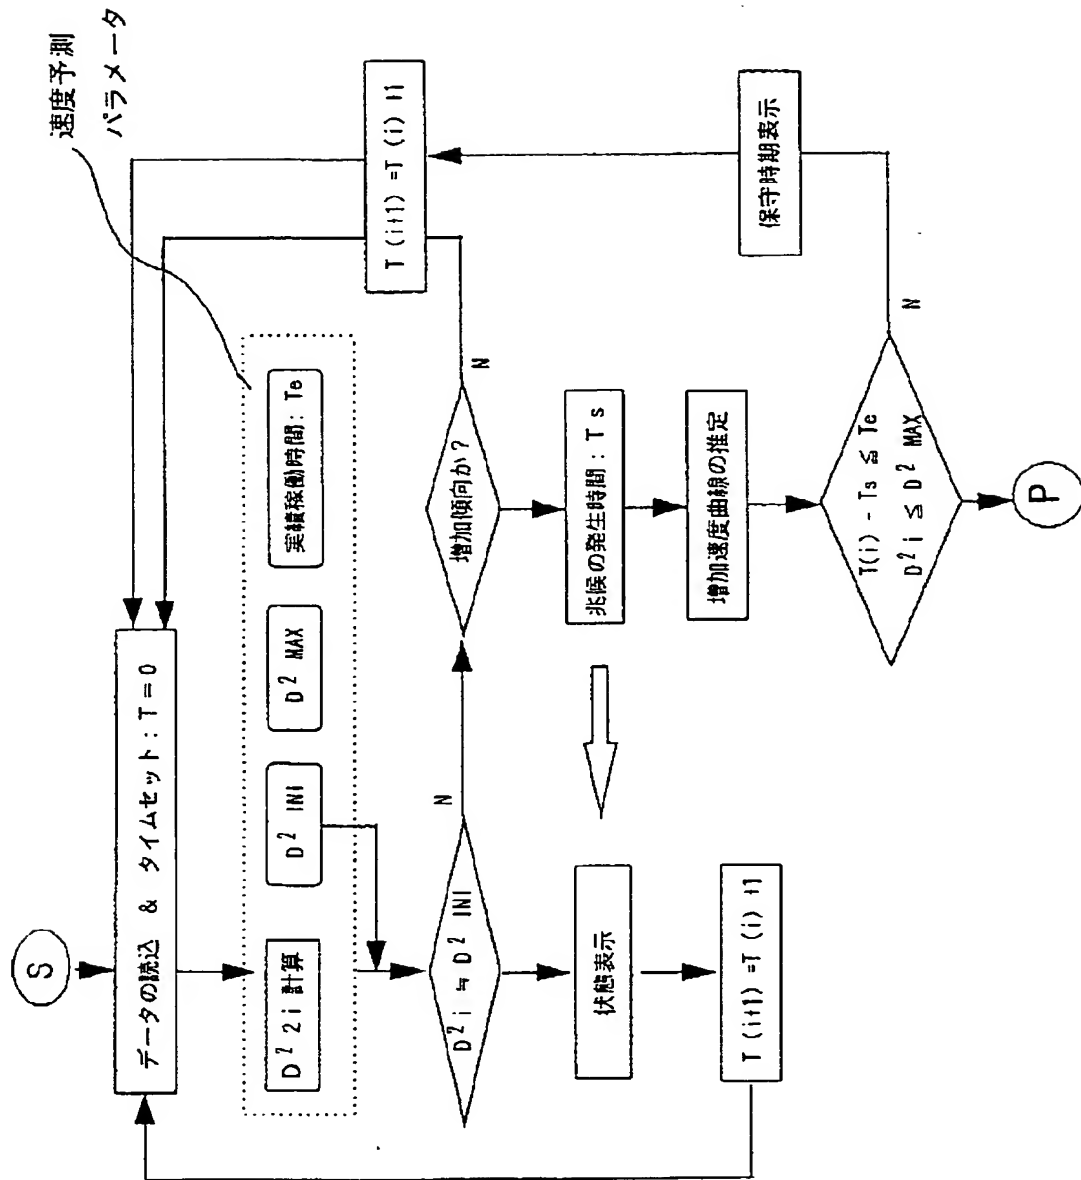 S
データの読込 & タイムセット:T=0
速度予測
パラメータ
D² 2i 計算
D² INI
D² MAX
実績稼働時間:Te
D² i ≒ D² INI
N
増加傾向か?
N
T(i+1) =T(i) +1
状態表示
兆候の発生時間:Ts
T(i+1) =T(i) +1
増加速度曲線の推定
保守時期表示
T(i) - Ts ≦ Te
D² i ≦ D² MAX
N
P